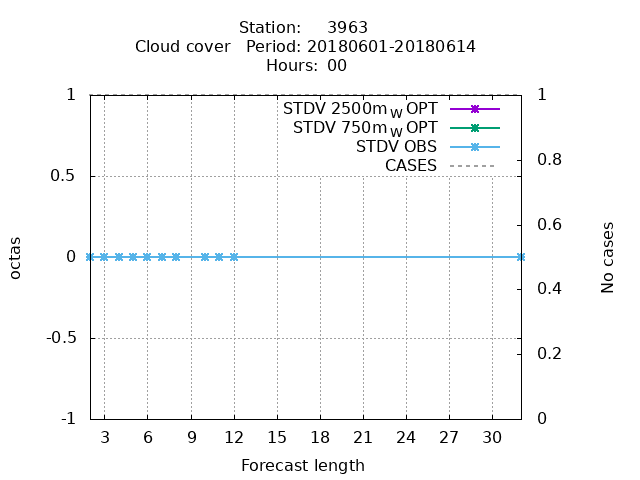 Station: 3963
Cloud cover Period: 20180601-20180614
Hours: 00
STDV 2500m_W OPT
STDV 750m_W OPT
STDV OBS
CASES
1
0.5
0
-0.5
-1
1
0.8
0.6
0.4
0.2
0
octas
No cases
3 6 9 12 15 18 21 24 27 30
Forecast length